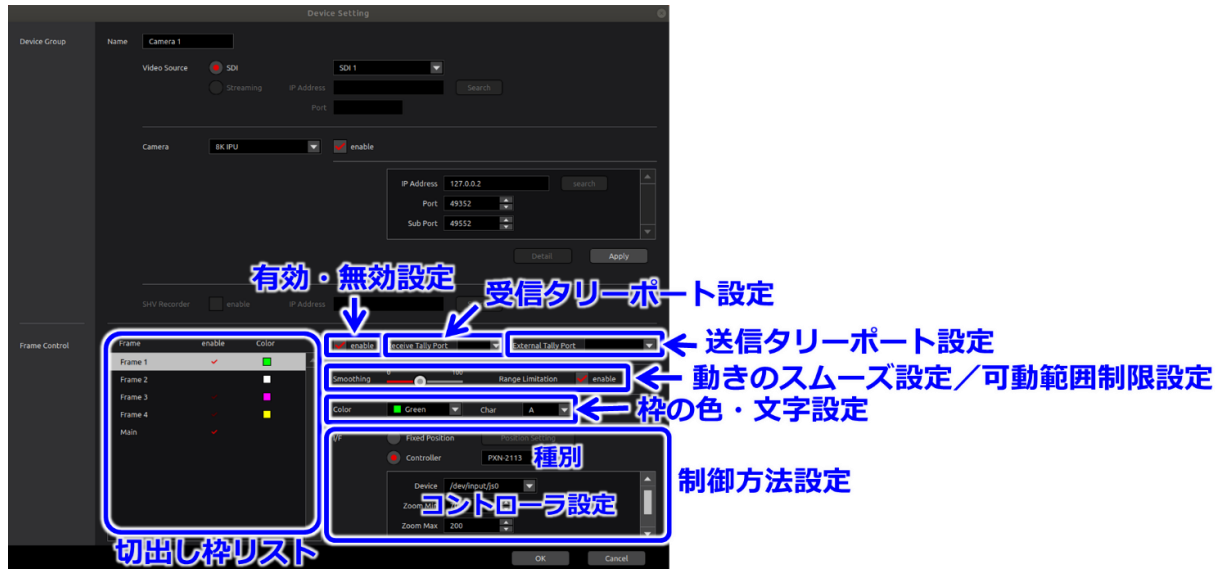 Device Setting
Device Group
Name Camera 1
Video Source SDI SDI 1
Streaming IP Address Search
Port
Camera 8K IPU enable
IP Address 127.0.0.2 search
Port 49352
Sub Port 49552
Detail Apply
有効・無効設定
受信タリーポート設定
SHV Recorder enable IP Address
Frame Control
Frame enable Color
enable eceive Tally Port External Tally Port
送信タリーポート設定
Frame 1
Frame 2
Frame 3
Frame 4
Main
Smoothing 0 100 Range Limitation enable
動きのスムーズ設定/可動範囲制限設定
Color Green Char A
枠の色・文字設定
I/F Fixed Position Position Setting
Controller PXN-2113
種別
制御方法設定
Device /dev/input/js0
コントローラ設定
Zoom Max 200
切出し枠リスト
OK Cancel